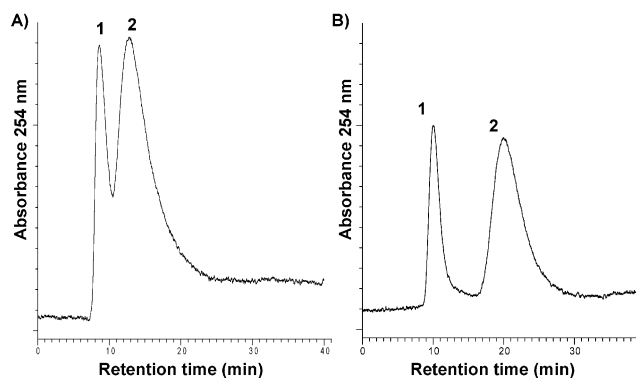 A)
1 2
Absorbance 254 nm
0 10 20 30 40
Retention time (min)
B)
1
2
Absorbance 254 nm
0 10 20 30
Retention time (min)